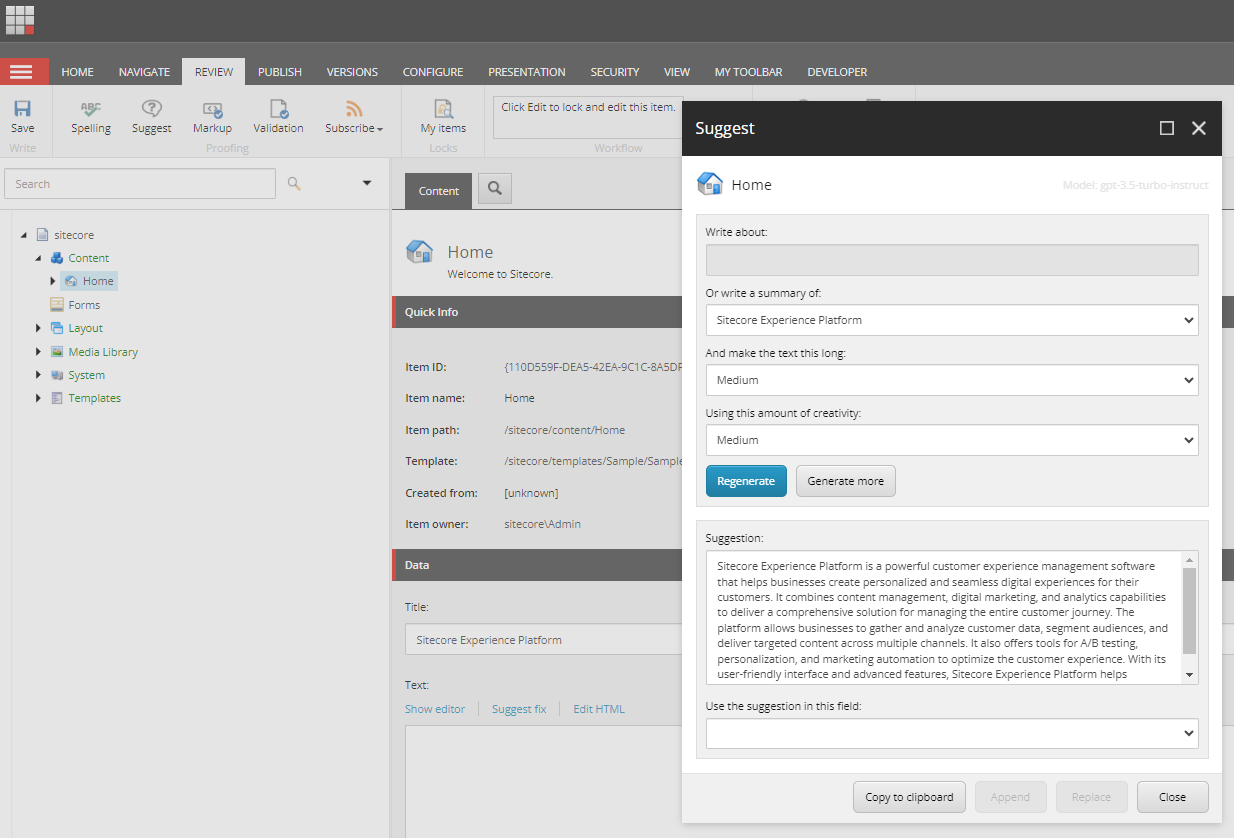 HOME NAVIGATE REVIEW PUBLISH VERSIONS CONFIGURE PRESENTATION SECURITY VIEW MY TOOLBAR DEVELOPER
ABC
Save Spelling Suggest Markup Validation Subscribe My items
Write Proofing Locks Workflow
Click Edit to lock and edit this item.
Search
sitecore
Content
Home
Forms
Layout
Media Library
System
Templates
Content
Home
Welcome to Sitecore.
Quick Info
Item ID: {110D559F-DEA5-42EA-9C1C-8A5DF
Item name: Home
Item path: /sitecore/content/Home
Template: /sitecore/templates/Sample/Sample
Created from: [unknown]
Item owner: sitecore\Admin
Data
Title:
Sitecore Experience Platform
Text:
Show editor Suggest fix Edit HTML
Suggest
Home Model: gpt-3.5-turbo-instruct
Write about:
Or write a summary of:
Sitecore Experience Platform
And make the text this long:
Medium
Using this amount of creativity:
Medium
Regenerate Generate more
Suggestion:
Sitecore Experience Platform is a powerful customer experience management software
that helps businesses create personalized and seamless digital experiences for their
customers. It combines content management, digital marketing, and analytics capabilities
to deliver a comprehensive solution for managing the entire customer journey. The
platform allows businesses to gather and analyze customer data, segment audiences, and
deliver targeted content across multiple channels. It also offers tools for A/B testing,
personalization, and marketing automation to optimize the customer experience. With its
user-friendly interface and advanced features, Sitecore Experience Platform helps
Use the suggestion in this field:
Copy to clipboard Append Replace Close